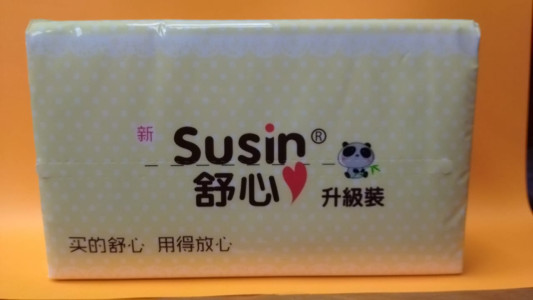 新 Susin®
舒心 升級裝
买的舒心 用得放心